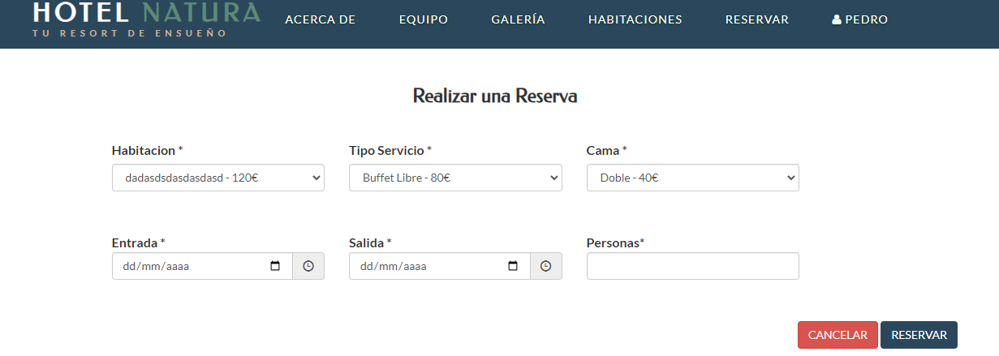 HOTEL NATURA
TU RESORT DE ENSUEÑO
ACERCA DE EQUIPO GALERÍA HABITACIONES RESERVAR PEDRO
Realizar una Reserva
Habitacion * Tipo Servicio * Cama *
dadasdsdasdasdasd - 120€ Buffet Libre - 80€ Doble - 40€
Entrada * Salida * Personas*
dd/mm/aaaa dd/mm/aaaa
CANCELAR RESERVAR